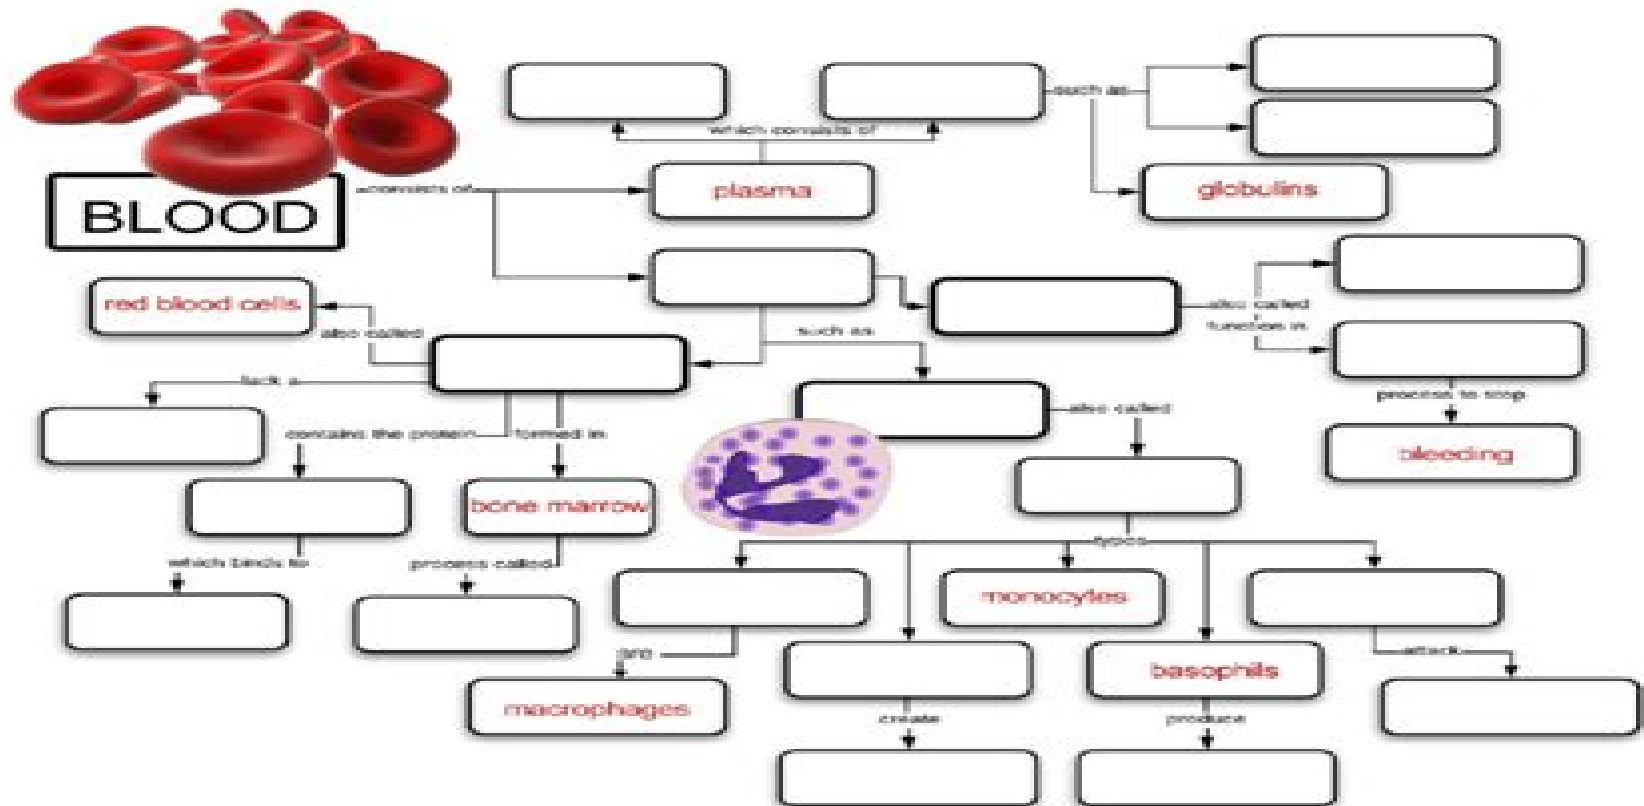 such as
which consists of
consists of
plasma
globulins
BLOOD
red blood cells
also called
such as
also called
function in
lack a
also called
process to stop
contains the protein
formed in
bleeding
bone marrow
types
which binds to
process called
monocytes
are
attack
basophils
macrophages
create
produce